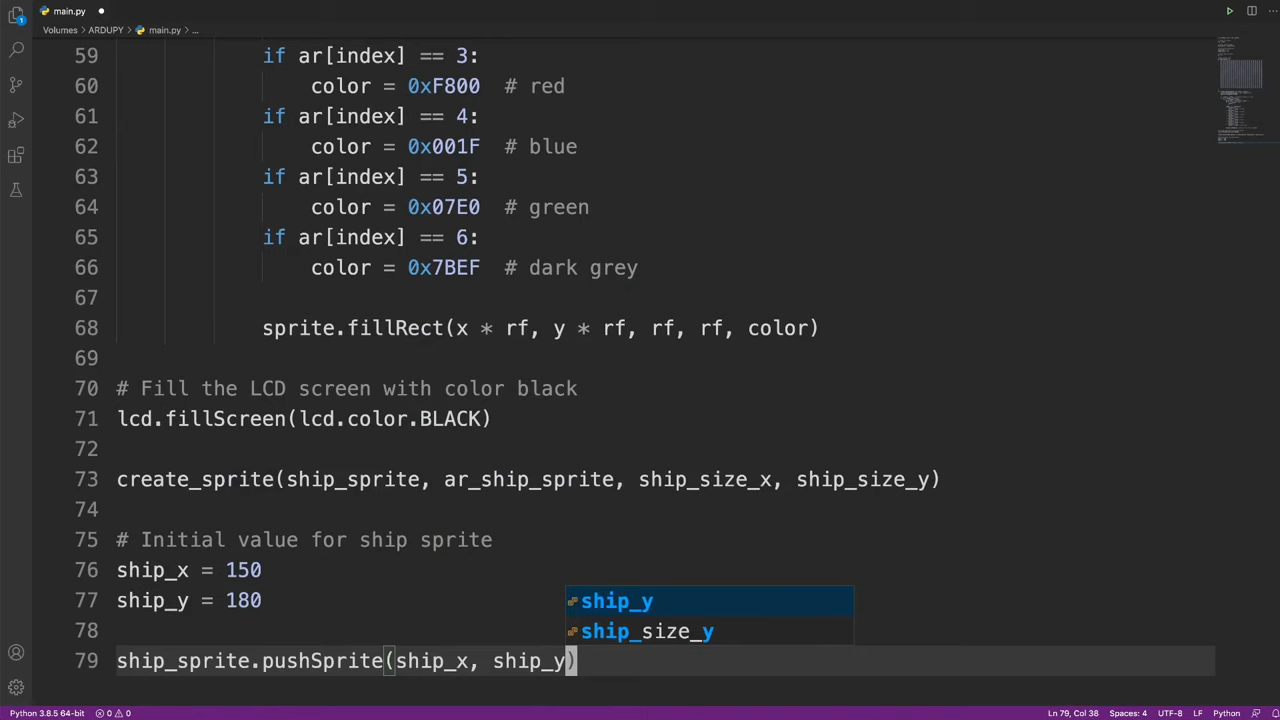 main.py
Volumes ARDUPY main.py ...
1
59 if ar[index] == 3:
60 color = 0xF800 # red
61 if ar[index] == 4:
62 color = 0x001F # blue
63 if ar[index] == 5:
64 color = 0x07E0 # green
65 if ar[index] == 6:
66 color = 0x7BEF # dark grey
67
68 sprite.fillRect(x * rf, y * rf, rf, rf, color)
69
70 # Fill the LCD screen with color black
71 lcd.fillScreen(lcd.color.BLACK)
72
73 create_sprite(ship_sprite, ar_ship_sprite, ship_size_x, ship_size_y)
74
75 # Initial value for ship sprite
76 ship_x = 150
77 ship_y = 180
ship_y
78
ship_size_y
79 ship_sprite.pushSprite(ship_x, ship_y)
Python 3.8.5 64-bit 0 0 Ln 79, Col 38 Spaces: 4 UTF-8 LF Python